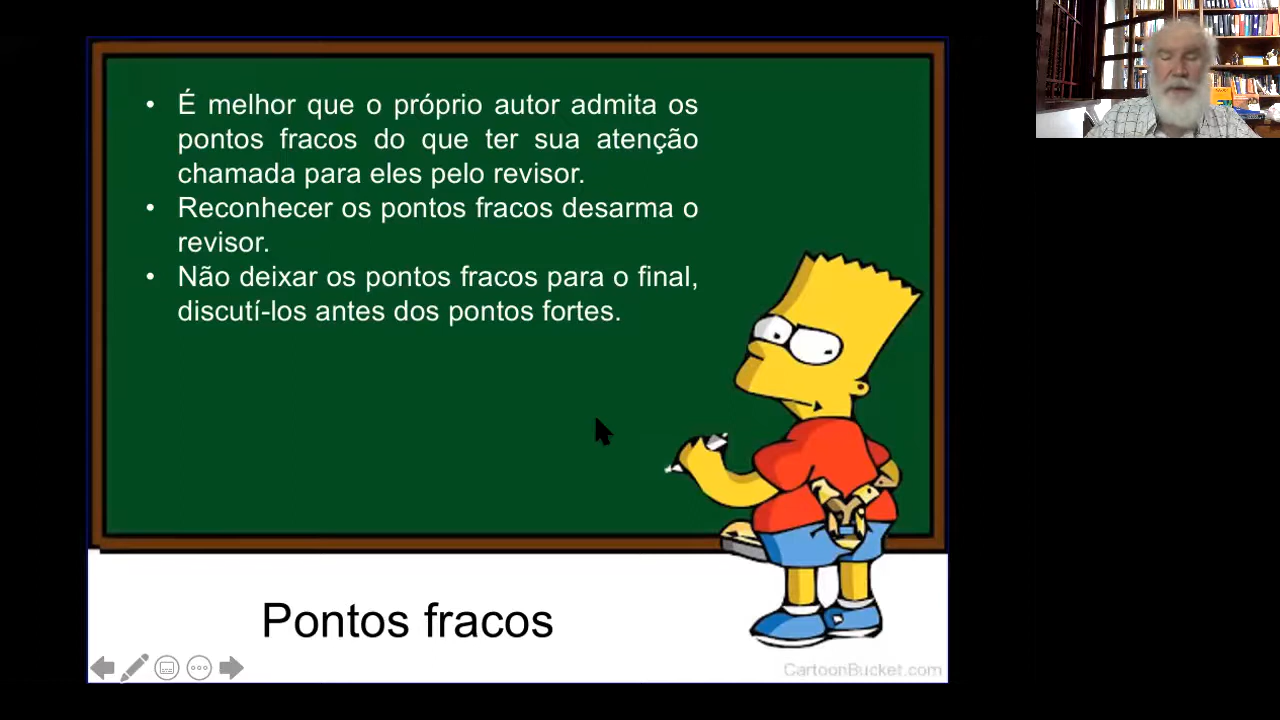 • É melhor que o próprio autor admita os
pontos fracos do que ter sua atenção
chamada para eles pelo revisor.
• Reconhecer os pontos fracos desarma o
revisor.
• Não deixar os pontos fracos para o final,
discutí-los antes dos pontos fortes.
Pontos fracos
CartoonBucket.com